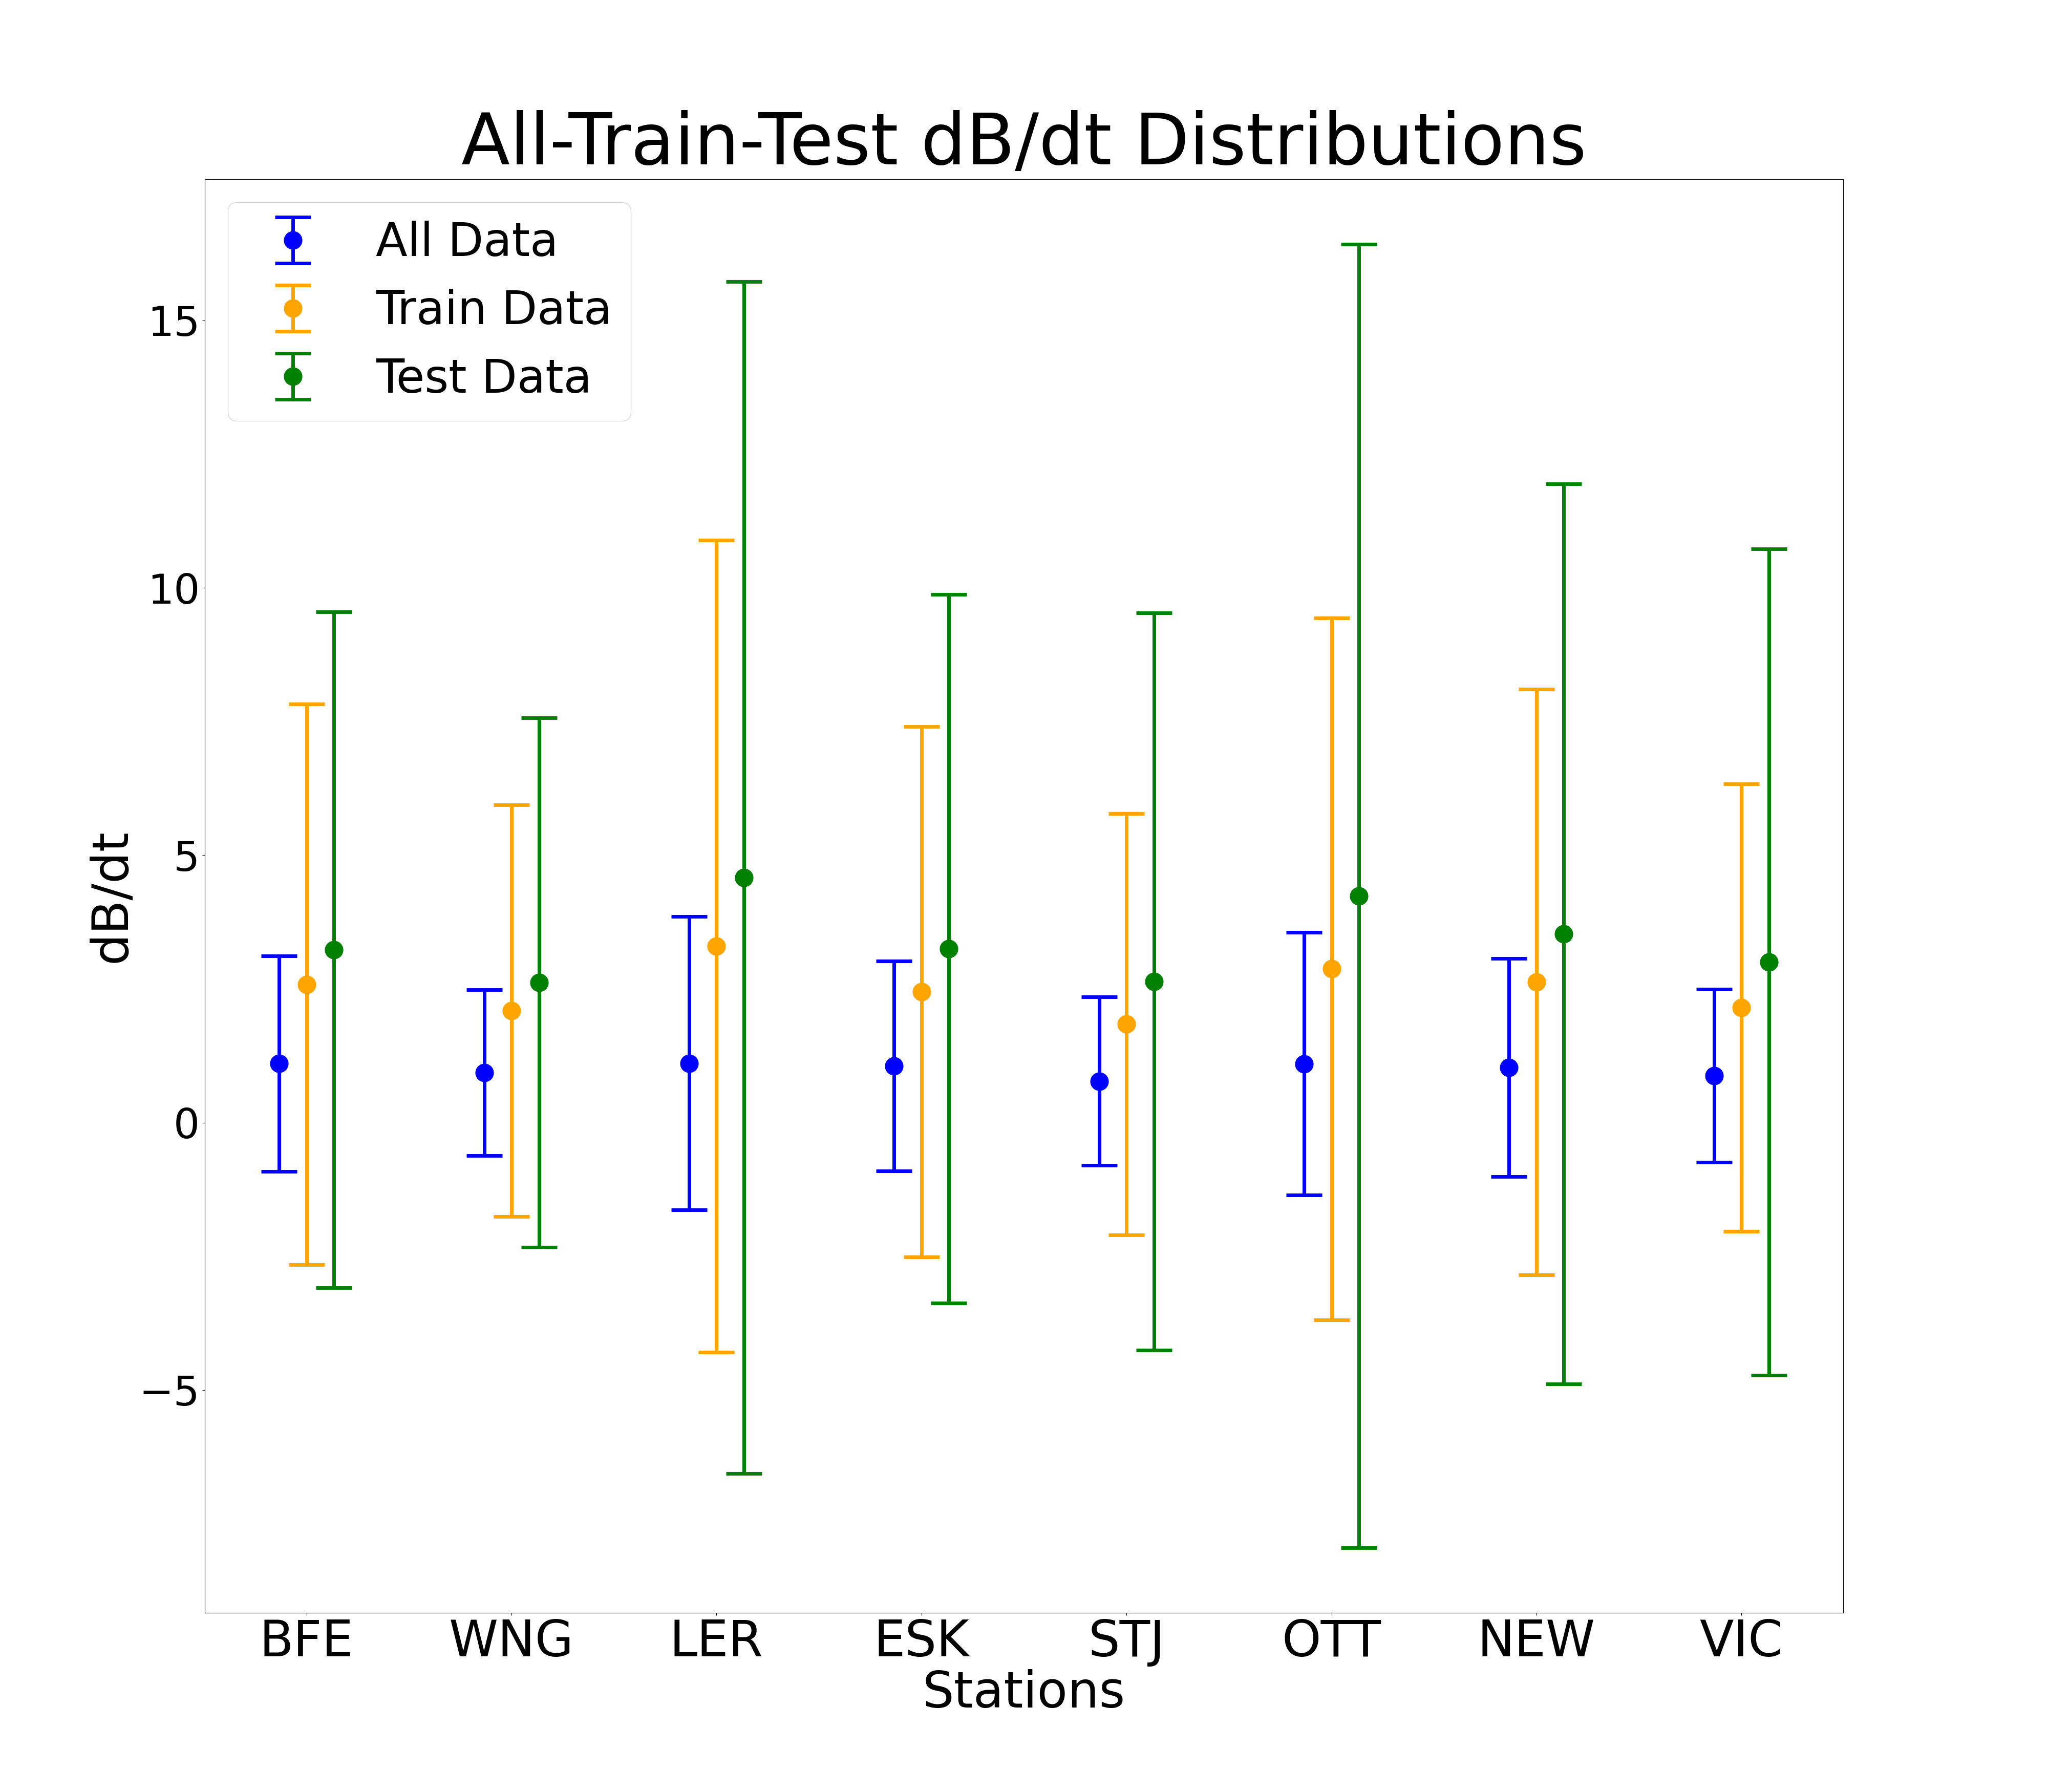 All-Train-Test dB/dt Distributions
All Data
Train Data
Test Data
15
10
5
0
−5
dB/dt
BFE WNG LER ESK STJ OTT NEW VIC
Stations